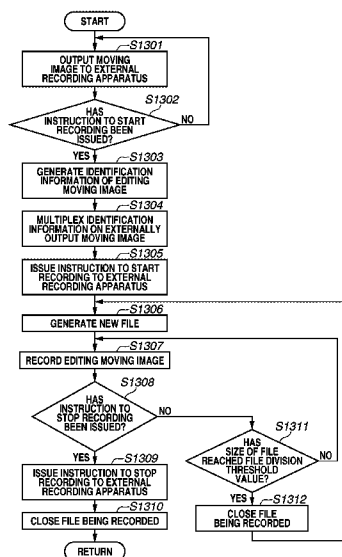 START
S1301
OUTPUT MOVING
IMAGE TO EXTERNAL
RECORDING APPARATUS
S1302
HAS
INSTRUCTION TO START
RECORDING BEEN
ISSUED?
NO
YES
S1303
GENERATE IDENTIFICATION
INFORMATION OF EDITING
MOVING IMAGE
S1304
MULTIPLEX IDENTIFICATION
INFORMATION ON EXTERNALLY
OUTPUT MOVING IMAGE
S1305
ISSUE INSTRUCTION TO START
RECORDING TO EXTERNAL
RECORDING APPARATUS
S1306
GENERATE NEW FILE
S1307
RECORD EDITING MOVING IMAGE
S1308
HAS
INSTRUCTION TO
STOP RECORDING
BEEN ISSUED?
NO
YES
S1311
HAS
SIZE OF FILE
REACHED FILE DIVISION
THRESHOLD
VALUE?
NO
YES
S1309
ISSUE INSTRUCTION TO STOP
RECORDING TO EXTERNAL
RECORDING APPARATUS
S1312
CLOSE FILE
BEING RECORDED
S1310
CLOSE FILE BEING RECORDED
RETURN